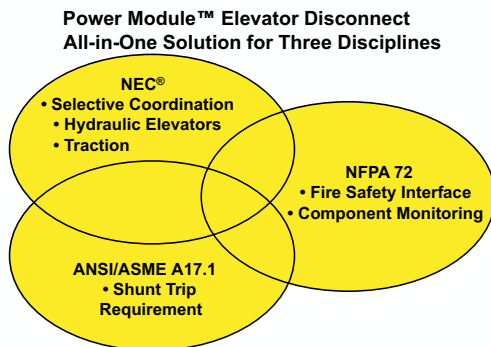 Power Module™ Elevator Disconnect
All-in-One Solution for Three Disciplines
NEC®
• Selective Coordination
• Hydraulic Elevators
• Traction
NFPA 72
• Fire Safety Interface
• Component Monitoring
ANSI/ASME A17.1
• Shunt Trip
Requirement